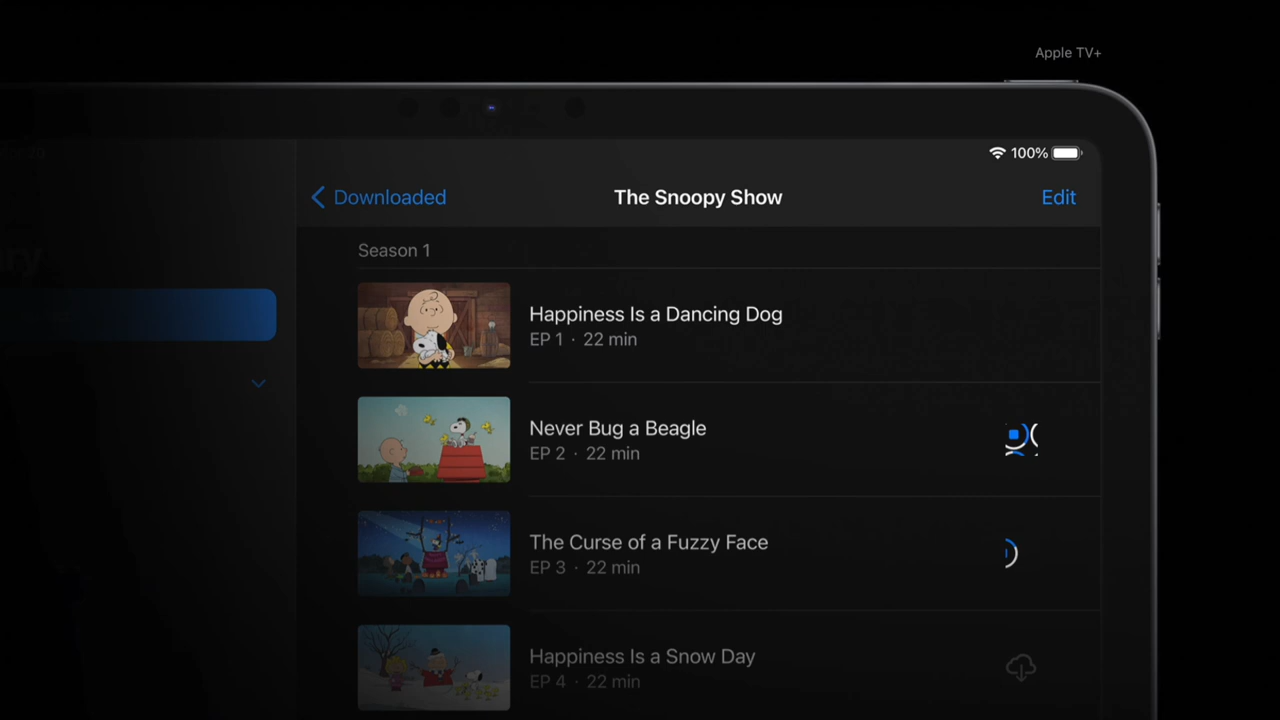 Apple TV+
100%
Downloaded
The Snoopy Show
Edit
Season 1
Happiness Is a Dancing Dog
EP 1 · 22 min
Never Bug a Beagle
EP 2 · 22 min
The Curse of a Fuzzy Face
EP 3 · 22 min
Happiness Is a Snow Day
EP 4 · 22 min